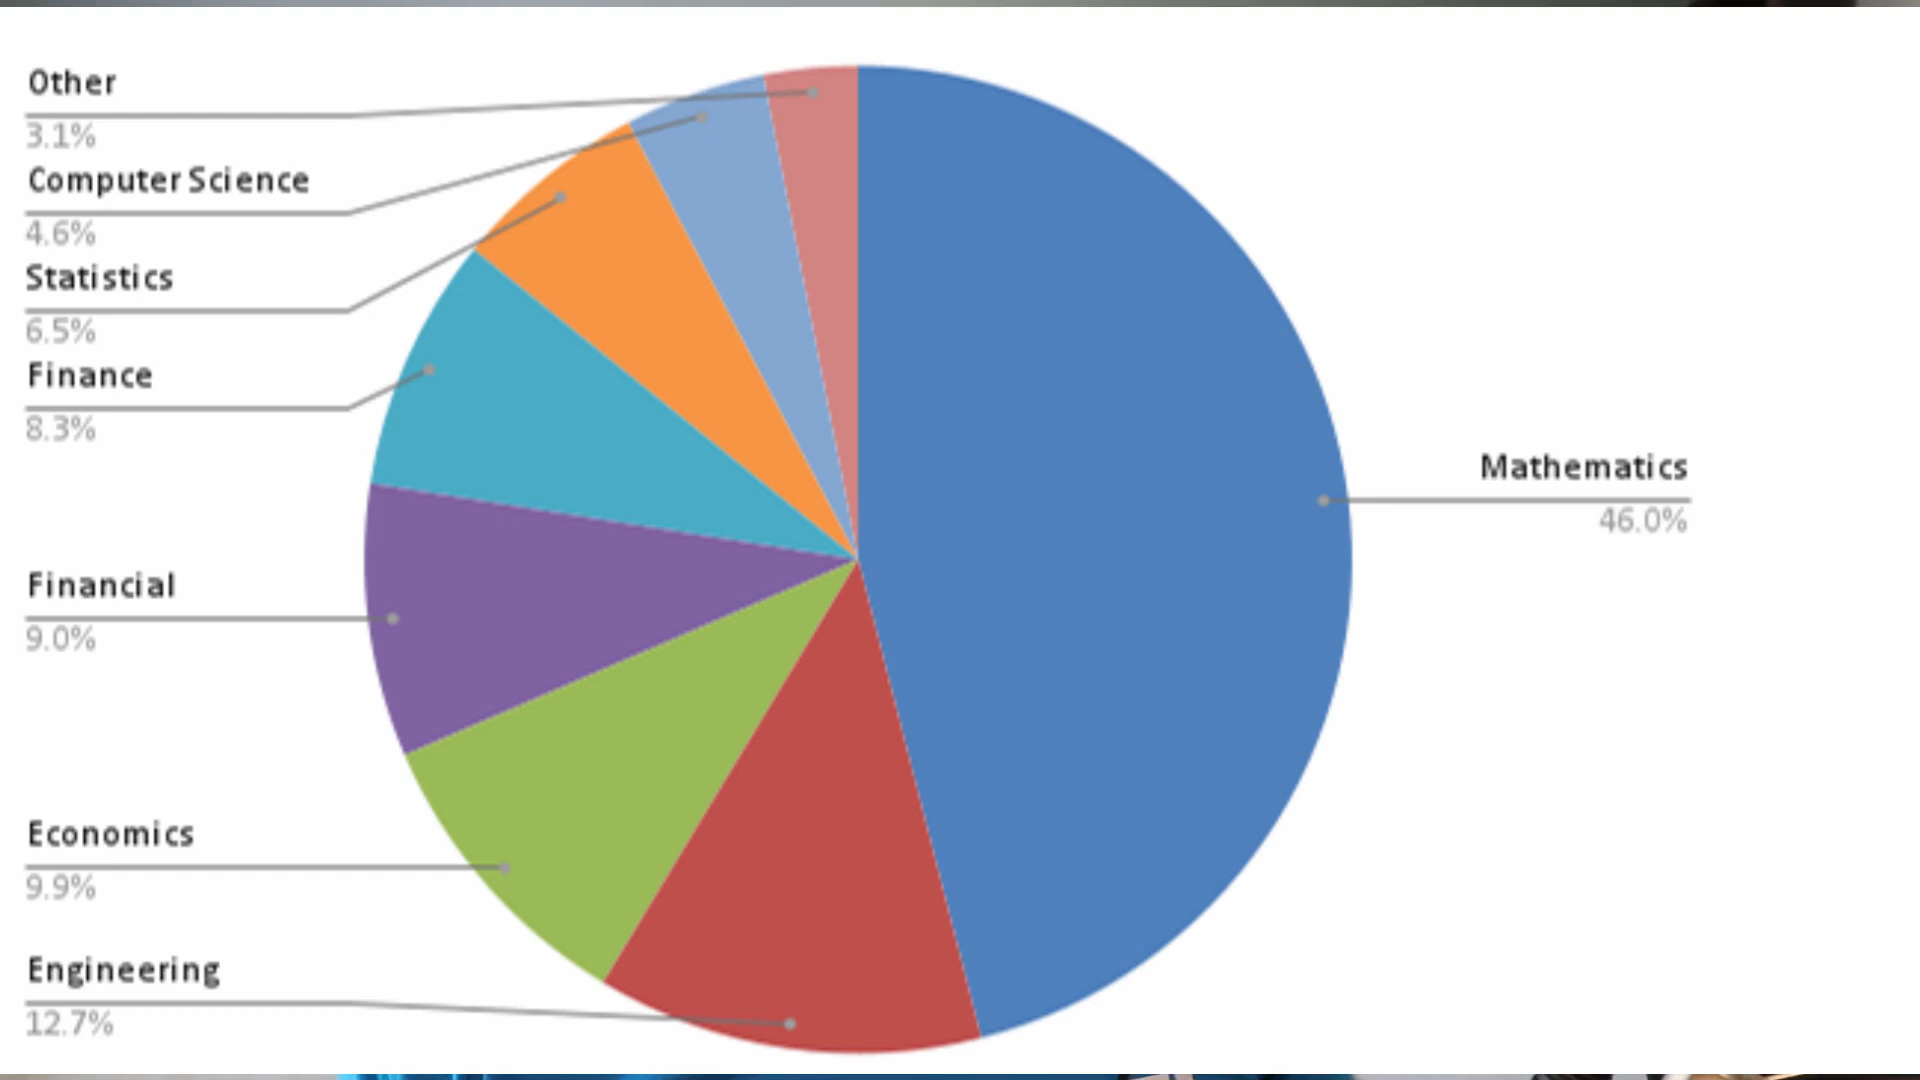 Other
3.1%
Computer Science
4.6%
Statistics
6.5%
Finance
8.3%
Mathematics
46.0%
Financial
9.0%
Economics
9.9%
Engineering
12.7%